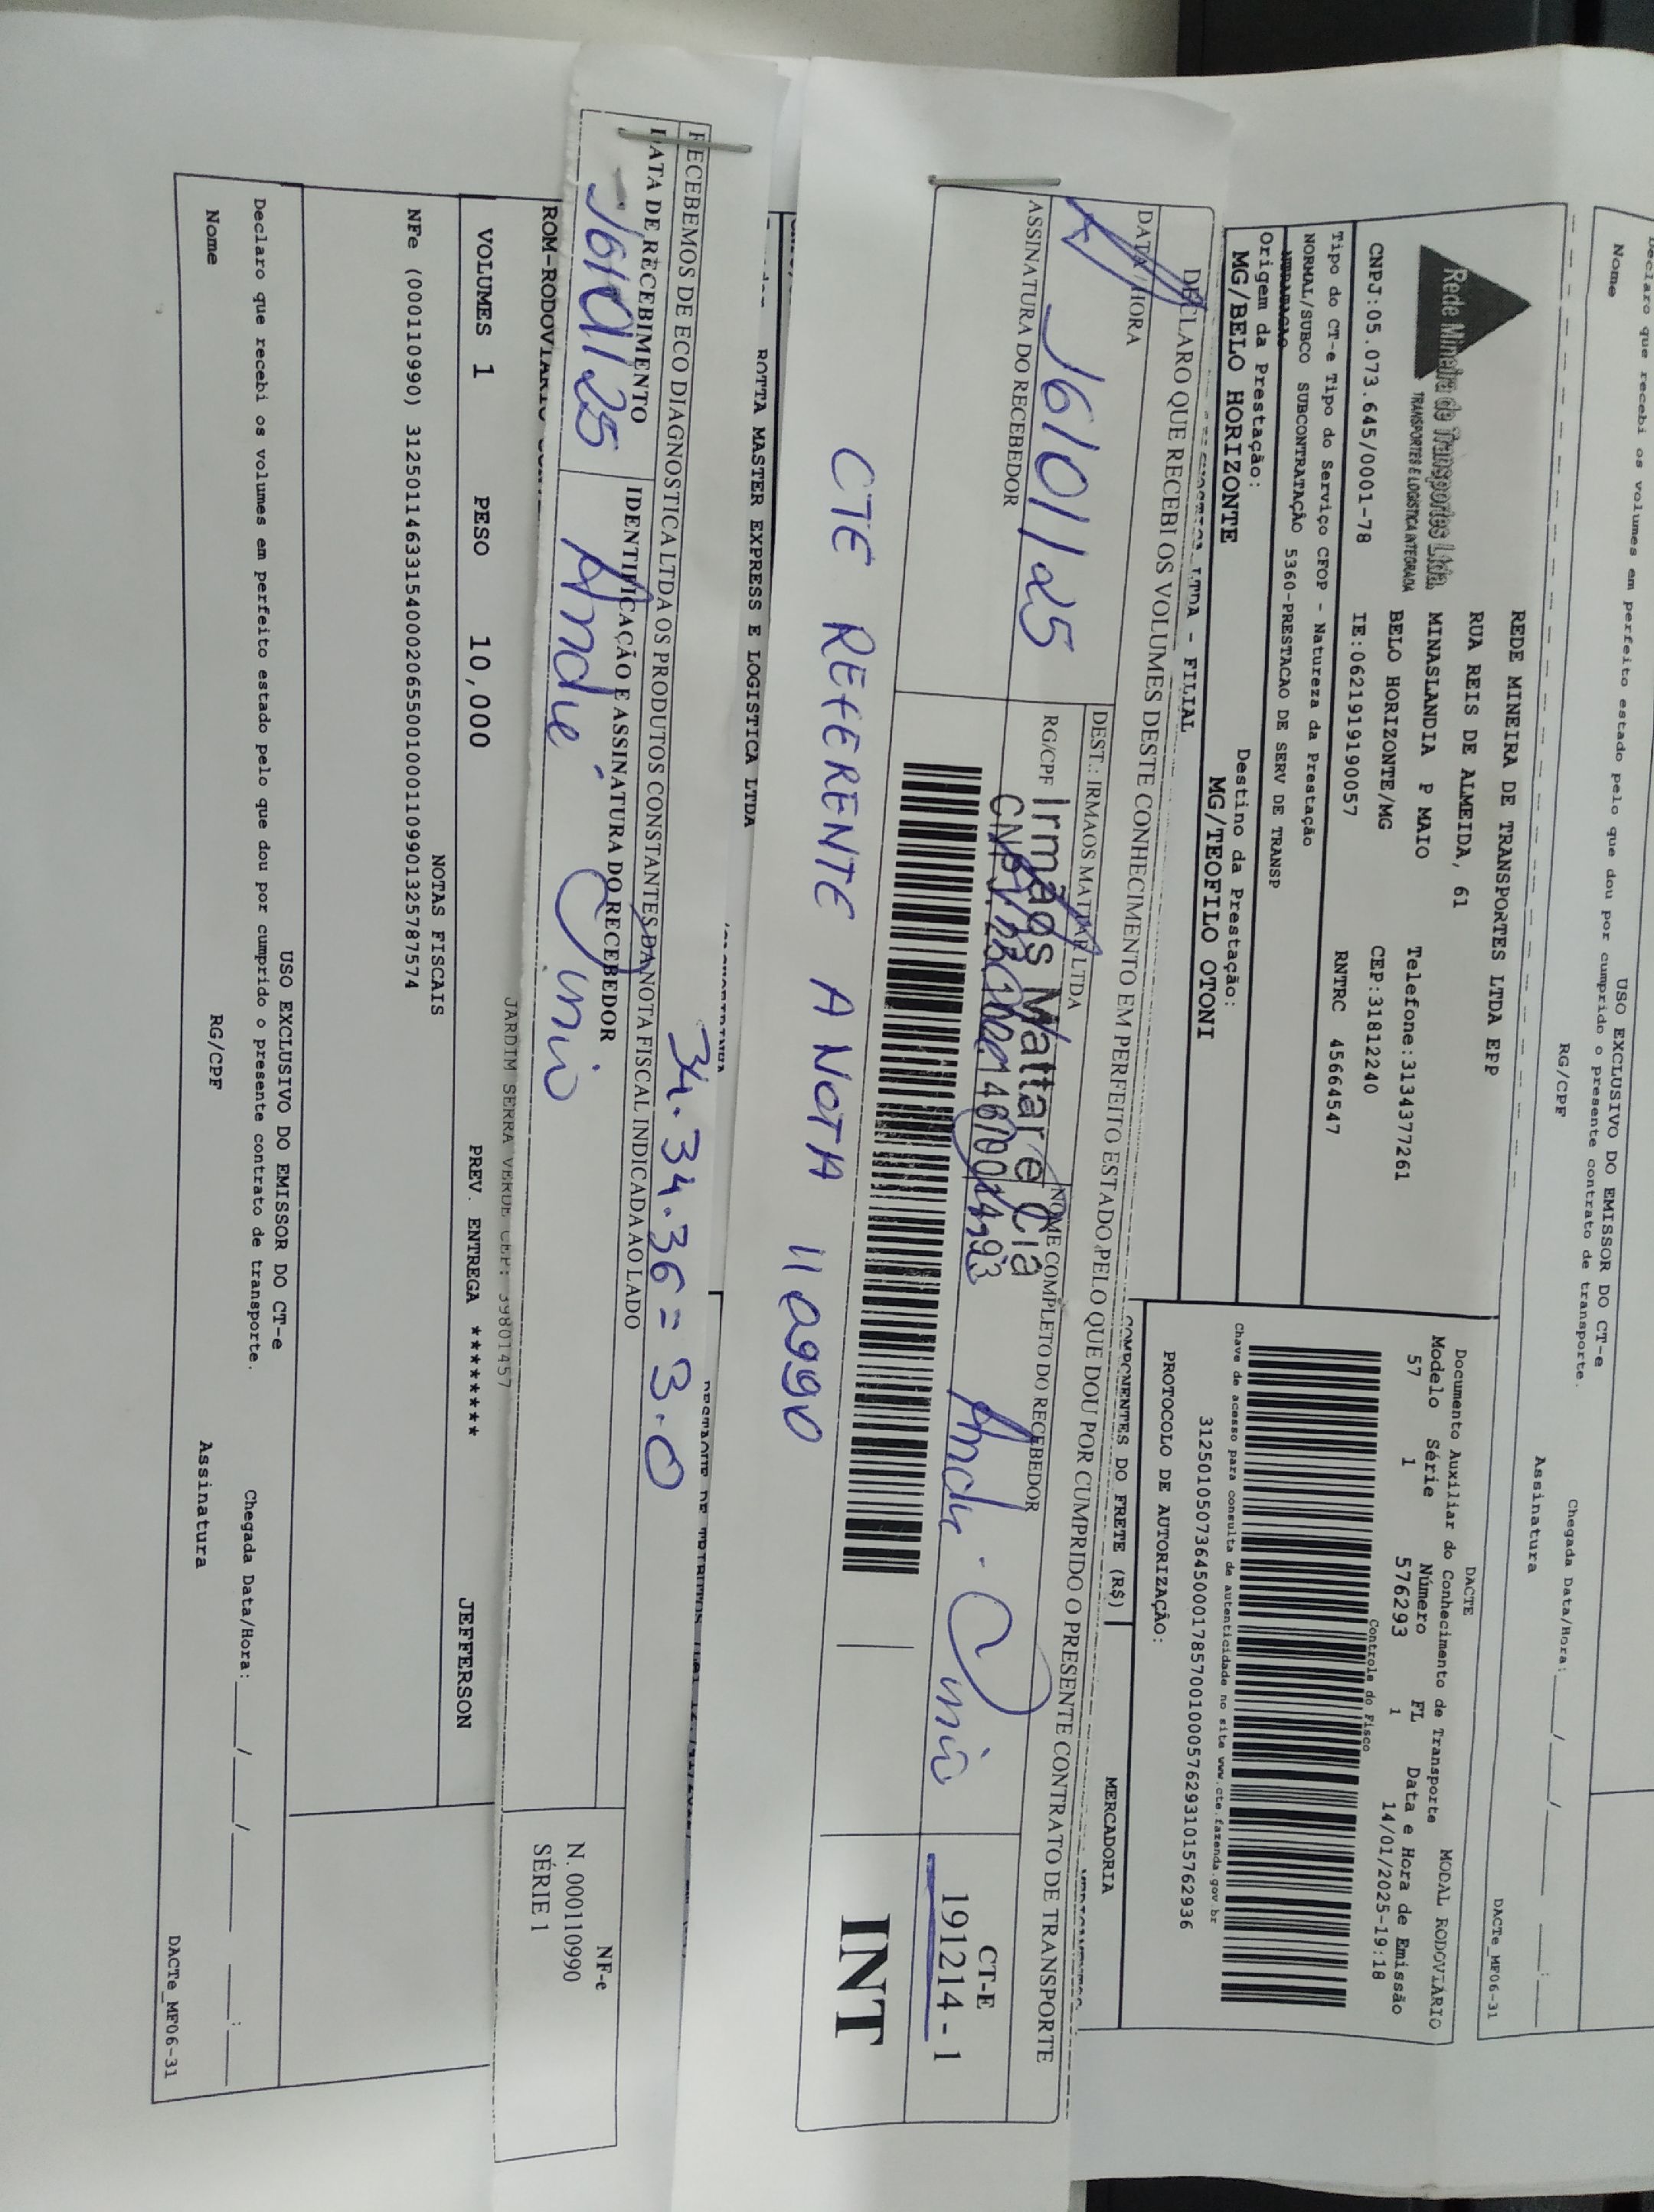 Declaro que recebi os volumes em perfeito estado pelo que dou por cumprido o presente contrato de transporte.
USO EXCLUSIVO DO EMISSOR DO CT-e
Nome
RG/CPF
Assinatura
Chegada Data/Hora:____/____/____ ____:____
DACTe_MF06-31
Rede Mineira de Transportes Ltda.
TRANSPORTES E LOGÍSTICA INTEGRADA
REDE MINEIRA DE TRANSPORTES LTDA EPP
RUA REIS DE ALMEIDA, 61
MINASLANDIA P MAIO
BELO HORIZONTE/MG
Telefone:3134377261
CEP:31812240
CNPJ:05.073.645/0001-78
IE:0621919190057
RNTRC 45664547
Tipo do CT-e Tipo do Serviço CFOP - Natureza da Prestação
NORMAL/SUBCO SUBCONTRATAÇÃO 5360-PRESTACAO DE SERV DE TRANSP
Origem da Prestação:
MG/BELO HORIZONTE
Destino da Prestação:
MG/TEOFILO OTONI
DACTE
Documento Auxiliar do Conhecimento de Transporte
MODAL RODOVIÁRIO
Modelo Série Número FL Data e Hora de Emissão
57 1 576293 1 14/01/2025-19:18
Controle do Fisco
Chave de acesso para consulta de autenticidade no site www.cte.fazenda.gov.br
31250105073645000178570010005762931015762936
PROTOCOLO DE AUTORIZAÇÃO:
LTDA - FILIAL
COMPONENTES DO FRETE (R$)
MERCADORIA
DECLARO QUE RECEBI OS VOLUMES DESTE CONHECIMENTO EM PERFEITO ESTADO PELO QUE DOU POR CUMPRIDO O PRESENTE CONTRATO DE TRANSPORTE
DATA / HORA
16/01/25
DEST.: IRMAOS MATTAR LTDA
ASSINATURA DO RECEBEDOR
RG/CPF
Irmãos Mattar e Cia
NOME COMPLETO DO RECEBEDOR
CT-E
191214 - 1
INT
CTE REFERENTE A NOTA 110990
ROTTA MASTER EXPRESS E LOGISTICA LTDA
34.34.36 = 3.0
RECEBEMOS DE ECO DIAGNOSTICA LTDA OS PRODUTOS CONSTANTES DA NOTA FISCAL INDICADA AO LADO
DATA DE RECEBIMENTO
16/01/25
IDENTIFICAÇÃO E ASSINATURA DO RECEBEDOR
NF-e
N. 000110990
SÉRIE 1
JARDIM SERRA VERDE CEP: 39801457
VOLUMES 1 PESO 10,000 PREV. ENTREGA ******** JEFFERSON
NOTAS FISCAIS
NFe (000110990) 31250114633154000206550010001109901325787574
USO EXCLUSIVO DO EMISSOR DO CT-e
Declaro que recebi os volumes em perfeito estado pelo que dou por cumprido o presente contrato de transporte.
Chegada Data/Hora:____/____/____ ____:____
Nome
RG/CPF
Assinatura
DACTe_MF06-31